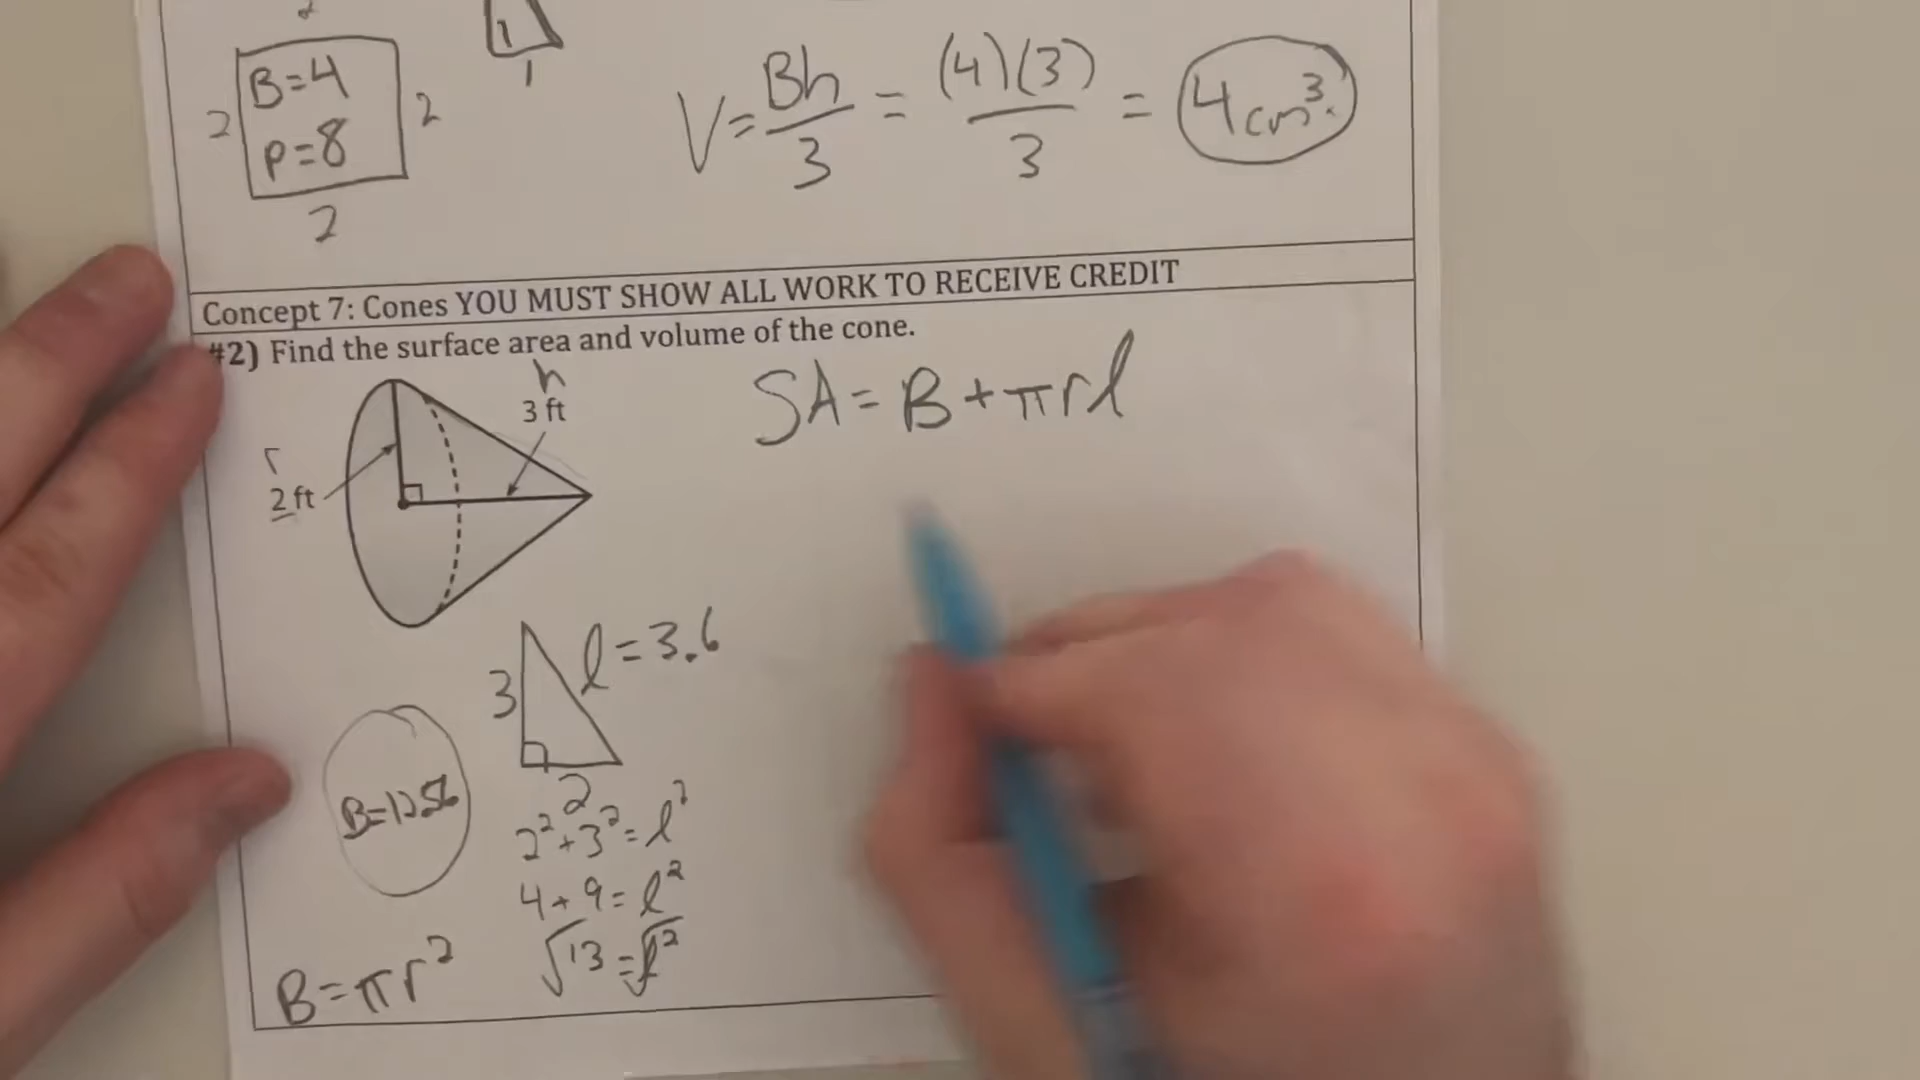 B=4
p=8
2
2
2
1
1
V=Bh/3 = (4)(3)/3 = 4cm³.
Concept 7: Cones YOU MUST SHOW ALL WORK TO RECEIVE CREDIT
#2) Find the surface area and volume of the cone.
h
3 ft
r
2 ft
SA=B+πrl
3
l=3.6
2
B=12.56
2²+3²=l²
4+9=l²
√13=√l²
B=πr²